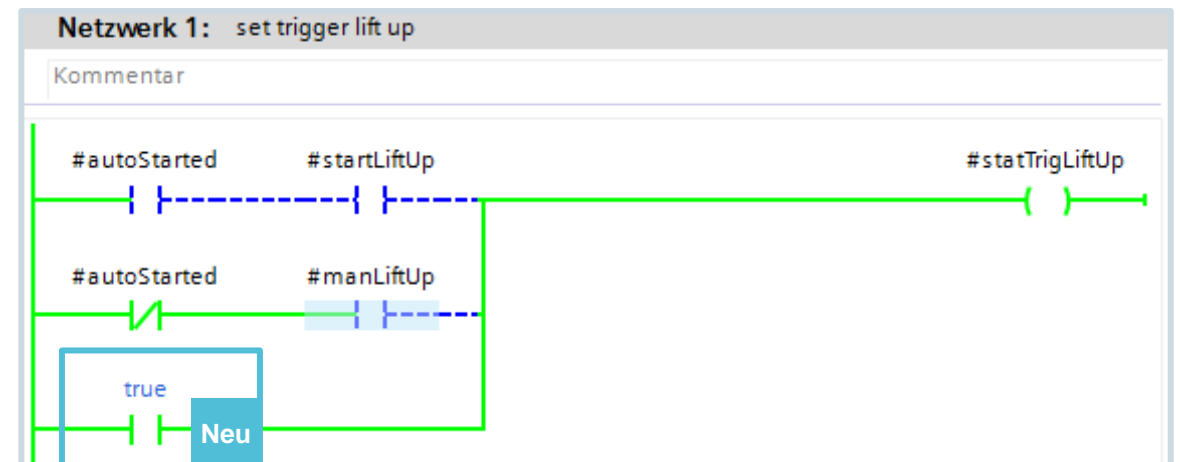 Netzwerk 1: set trigger lift up
Kommentar
#autoStarted #startLiftUp #statTrigLiftUp
#autoStarted #manLiftUp
true
Neu